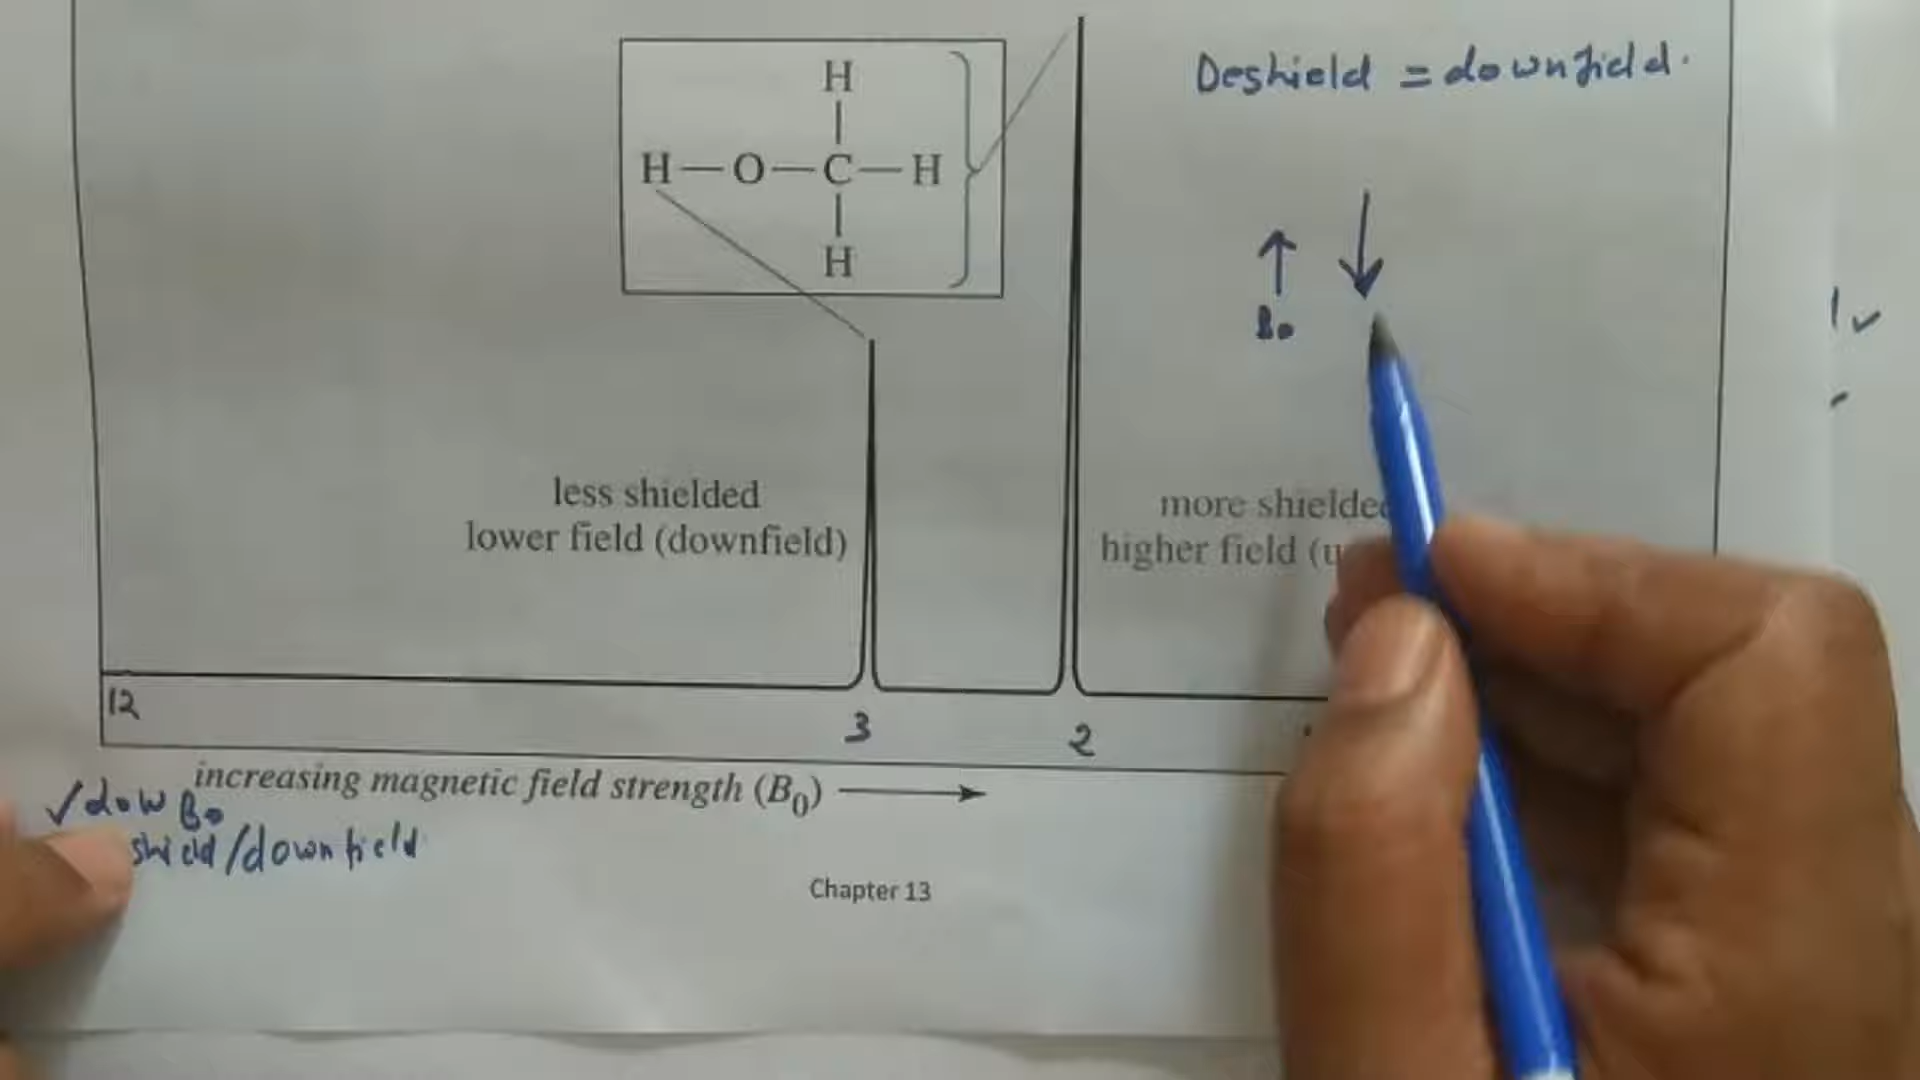 Deshield = downfield.
H
H—O—C—H
H
B₀
less shielded
lower field (downfield)
more shielded
higher field (u
12
3
2
increasing magnetic field strength (B₀)
✓ dow B₀
shield/downfield
Chapter 13